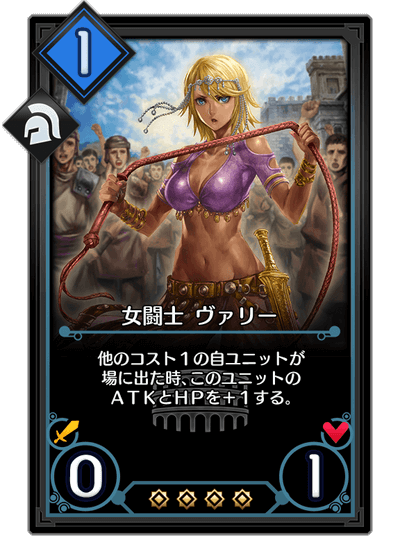 1
女闘士 ヴァリー
他のコスト1の自ユニットが
場に出た時、このユニットの
ATKとHPを+1する。
0
1